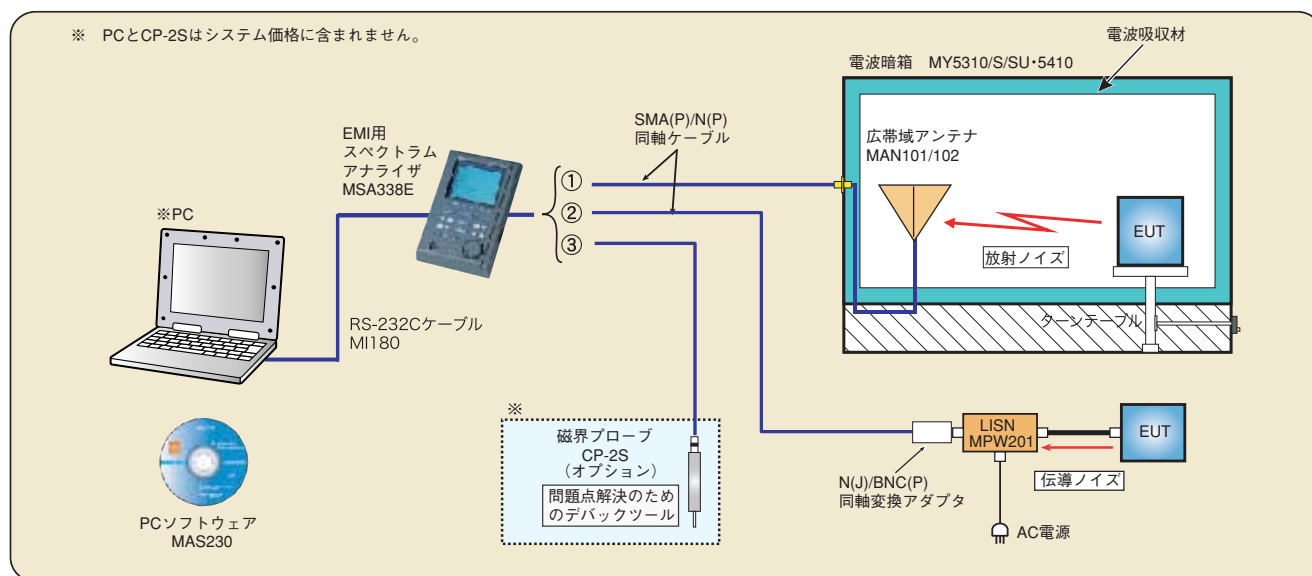 ※ PCとCP-2Sはシステム価格に含まれません。
電波吸収材
電波暗箱 MY5310/S/SU・5410
SMA(P)/N(P)
同軸ケーブル
EMI用
スペクトラム
アナライザ
MSA338E
広帯域アンテナ
MAN101/102
①
②
③
※PC
EUT
放射ノイズ
ターンテーブル
RS-232Cケーブル
MI180
※
磁界プローブ
CP-2S
(オプション)
問題点解決のため
のデバックツール
LISN
MPW201
EUT
伝導ノイズ
N(J)/BNC(P)
同軸変換アダプタ
AC電源
PCソフトウェア
MAS230